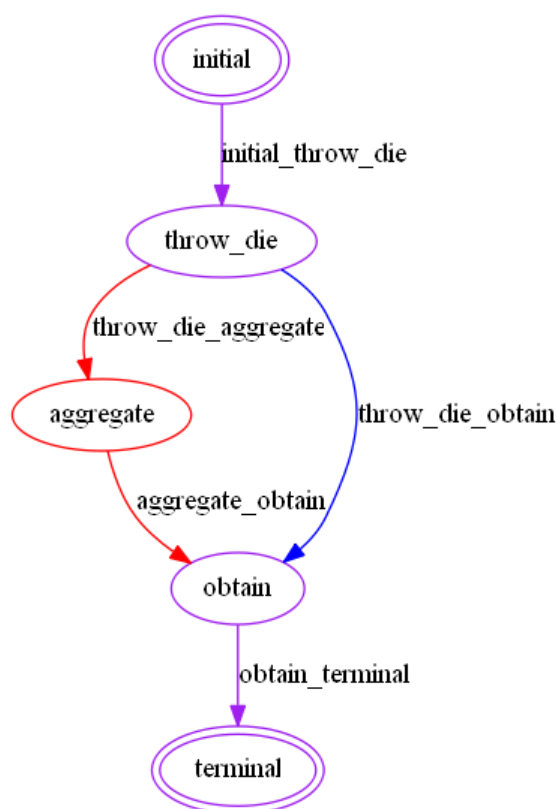 initial
initial_throw_die
throw_die
throw_die_aggregate
aggregate
throw_die_obtain
aggregate_obtain
obtain
obtain_terminal
terminal